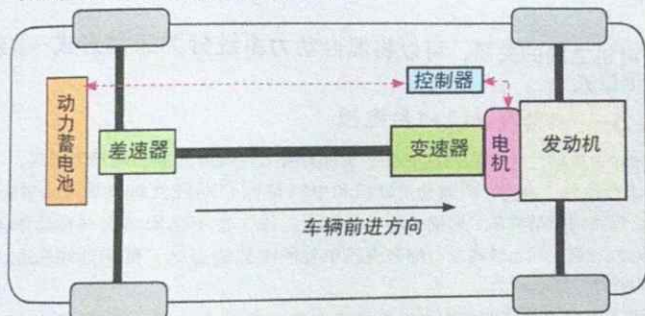 控制器
动力蓄电池
差速器
变速器
电机
发动机
车辆前进方向